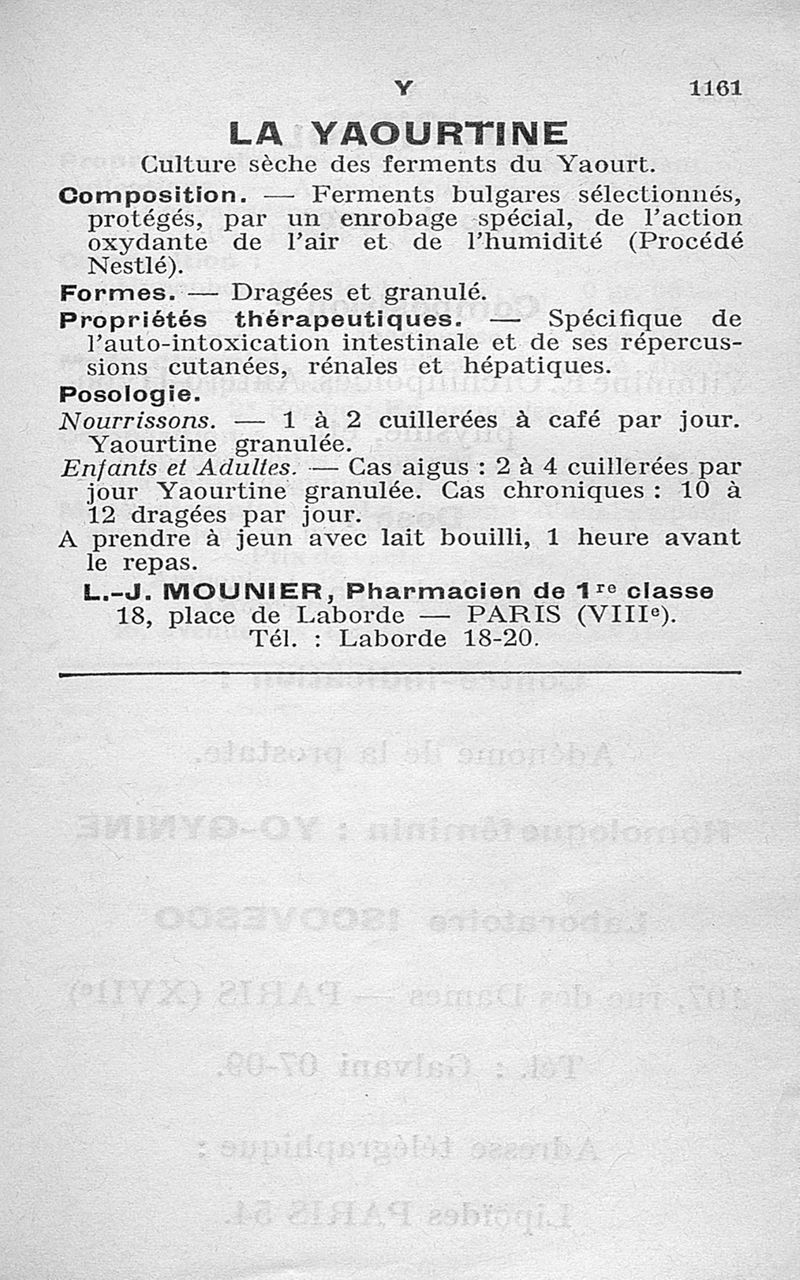 Y 1161
LA YAOURTINE
Culture sèche des ferments du Yaourt.
Composition. — Ferments bulgares sélectionnés,
protégés, par un enrobage spécial, de l'action
oxydante de l'air et de l'humidité (Procédé
Nestlé).
Formes. — Dragées et granulé.
Propriétés thérapeutiques. — Spécifique de
l'auto-intoxication intestinale et de ses répercus-
sions cutanées, rénales et hépatiques.
Posologie.
Nourrissons. — 1 à 2 cuillerées à café par jour.
Yaourtine granulée.
Enfants et Adultes. — Cas aigus : 2 à 4 cuillerées par
jour Yaourtine granulée. Cas chroniques : 10 à
12 dragées par jour.
A prendre à jeun avec lait bouilli, 1 heure avant
le repas.
L.-J. MOUNIER, Pharmacien de 1re classe
18, place de Laborde — PARIS (VIIIe).
Tél. : Laborde 18-20.